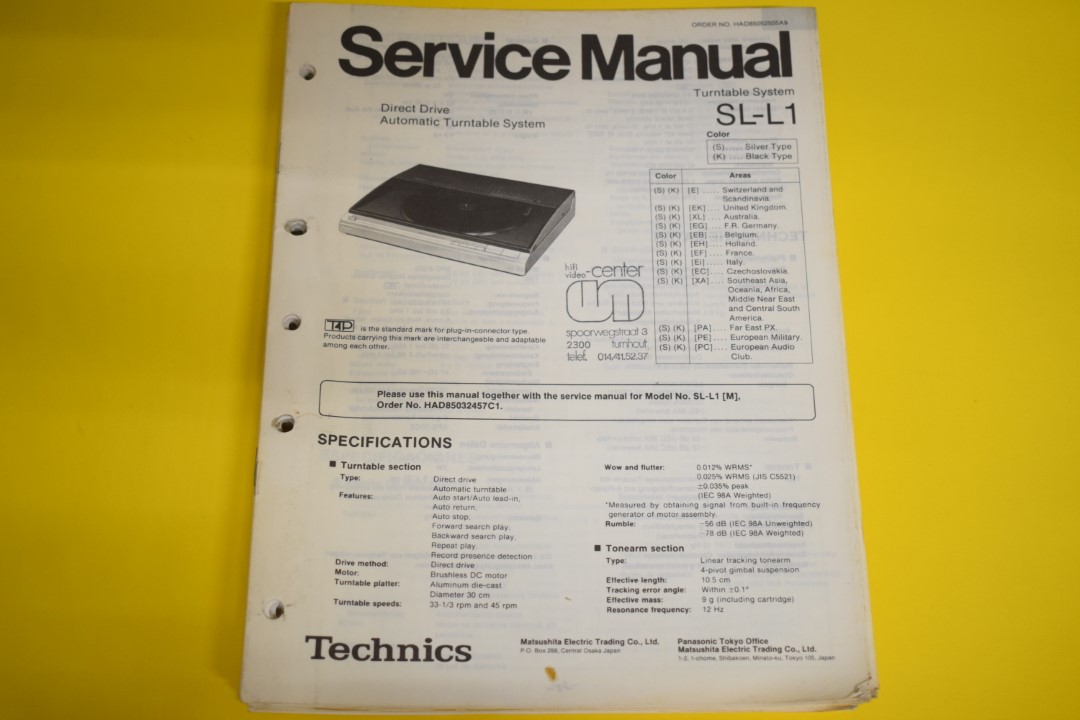 ORDER NO. HAD85052505A9
Service Manual
Turntable System
SL-L1
Direct Drive
Automatic Turntable System
Color
(S)..... Silver Type
(K) .... Black Type
Color Areas
(S) (K) [E] ..... Switzerland and
Scandinavia.
(S) (K) [EK].... United Kingdom.
(S) (K) [XL] .... Australia.
(S) (K) [EG].... F.R. Germany.
(S) (K) [EB].... Belgium.
(S) (K) [EH].... Holland.
(S) (K) [EF].... France.
(S) (K) [Ei]..... Italy.
(S) (K) [EC].... Czechoslovakia.
(S) (K) [XA].... Southeast Asia,
Oceania, Africa,
Middle Near East
and Central South
America.
(S) (K) [PA].... Far East PX.
(S) (K) [PE].... European Military.
(S) (K) [PC].... European Audio
Club.
hifi
video-center
spoorwegstraat 3
2300 turnhout
telef. 014/41.52.37
T4P is the standard mark for plug-in-connector type.
Products carrying this mark are interchangeable and adaptable
among each other.
Please use this manual together with the service manual for Model No. SL-L1 [M],
Order No. HAD85032457C1.
SPECIFICATIONS
■ Turntable section
Type: Direct drive
Automatic turntable
Features: Auto start/Auto lead-in,
Auto return,
Auto stop,
Forward search play,
Backward search play,
Repeat play,
Record presence detection
Drive method: Direct drive
Motor: Brushless DC motor
Turntable platter: Aluminum die-cast
Diameter 30 cm
Turntable speeds: 33-1/3 rpm and 45 rpm
Wow and flutter: 0.012% WRMS*
0.025% WRMS (JIS C5521)
±0.035% peak
(IEC 98A Weighted)
*Measured by obtaining signal from built-in frequency
generator of motor assembly.
Rumble: -56 dB (IEC 98A Unweighted)
-78 dB (IEC 98A Weighted)
■ Tonearm section
Type: Linear tracking tonearm
4-pivot gimbal suspension
Effective length: 10.5 cm
Tracking error angle: Within ±0.1°
Effective mass: 9 g (including cartridge)
Resonance frequency: 12 Hz
Technics
Matsushita Electric Trading Co., Ltd.
P.O. Box 288, Central Osaka Japan
Panasonic Tokyo Office
Matsushita Electric Trading Co., Ltd.
1-2, 1-chome, Shibakoen, Minato-ku, Tokyo 105, Japan